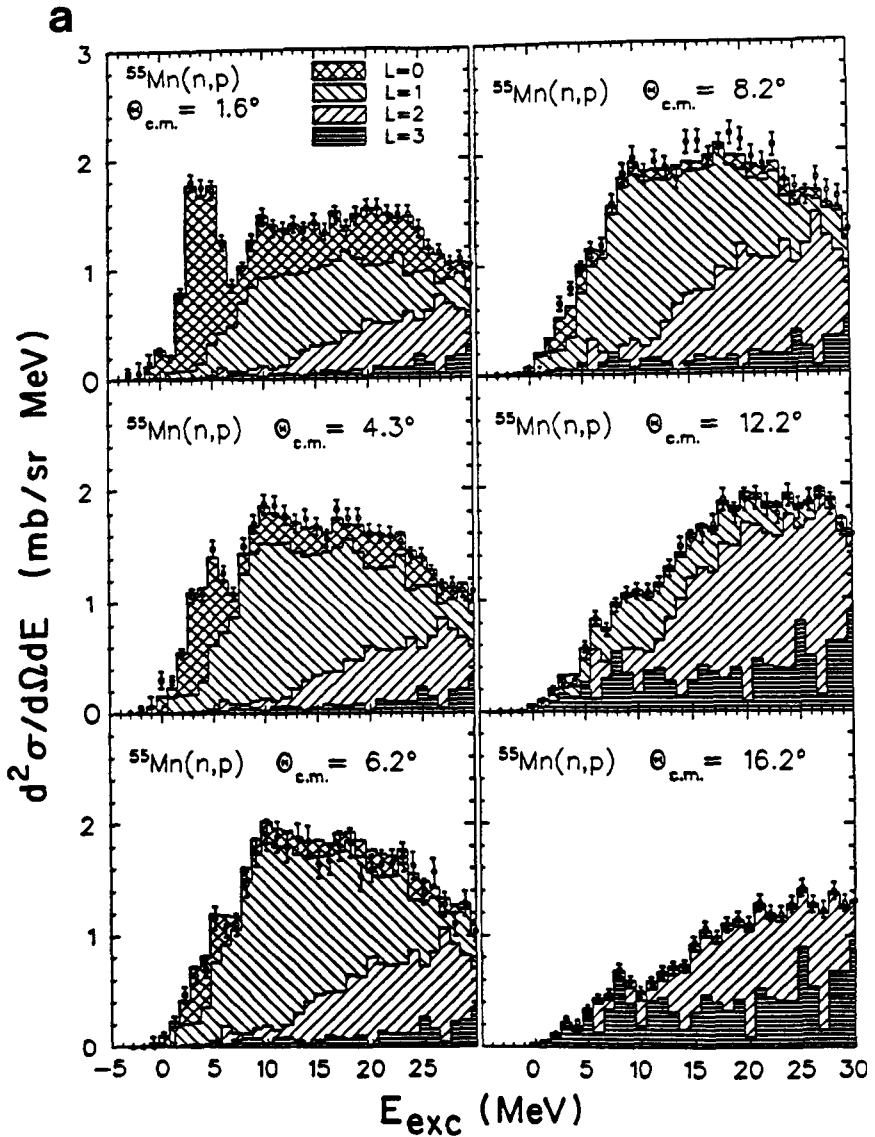 a
3
2
1
0
2
1
0
2
1
0
d²σ/dΩdE (mb/sr MeV)
⁵⁵Mn(n,p)
Θc.m.= 1.6°
L=0
L=1
L=2
L=3
⁵⁵Mn(n,p) Θc.m.= 8.2°
⁵⁵Mn(n,p) Θc.m.= 4.3°
⁵⁵Mn(n,p) Θc.m.= 12.2°
⁵⁵Mn(n,p) Θc.m.= 6.2°
⁵⁵Mn(n,p) Θc.m.= 16.2°
-5 0 5 10 15 20 25 0 5 10 15 20 25 30
Eexc (MeV)